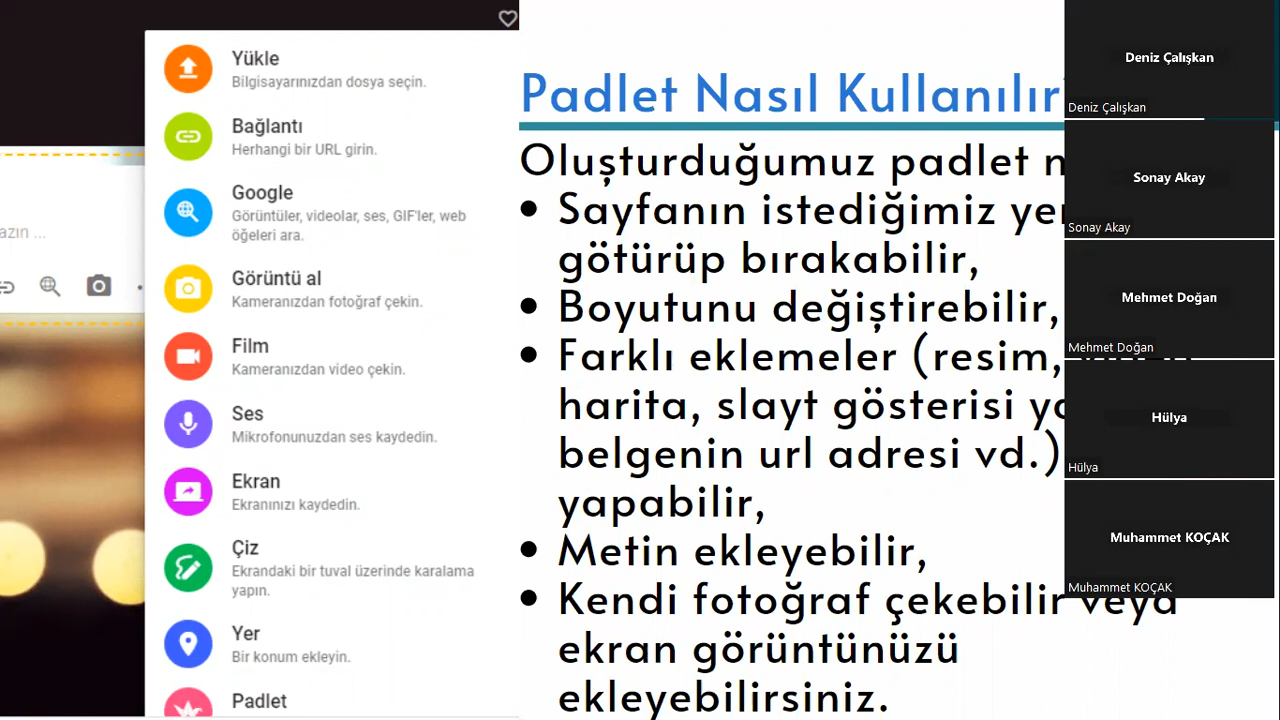 Yükle
Bilgisayarınızdan dosya seçin.
Bağlantı
Herhangi bir URL girin.
Google
Görüntüler, videolar, ses, GIF'ler, web
öğeleri ara.
Görüntü al
Kameranızdan fotoğraf çekin.
Film
Kameranızdan video çekin.
Ses
Mikrofonunuzdan ses kaydedin.
Ekran
Ekranınızı kaydedin.
Çiz
Ekrandaki bir tuval üzerinde karalama
yapın.
Yer
Bir konum ekleyin.
Padlet
azın ...
Padlet Nasıl Kullanılır
Oluşturduğumuz padlet
• Sayfanın istediğimiz
götürüp bırakabilir,
• Boyutunu değiştirebilir,
• Farklı eklemeler (resim,
harita, slayt gösterisi
belgenin url adresi vd.)
yapabilir,
• Metin ekleyebilir,
• Kendi fotoğraf çekebilir veya
ekran görüntünüzü
ekleyebilirsiniz.
Deniz Çalışkan
Deniz Çalışkan
Sonay Akay
Sonay Akay
Mehmet Doğan
Mehmet Doğan
Hülya
Hülya
Muhammet KOÇAK
Muhammet KOÇAK